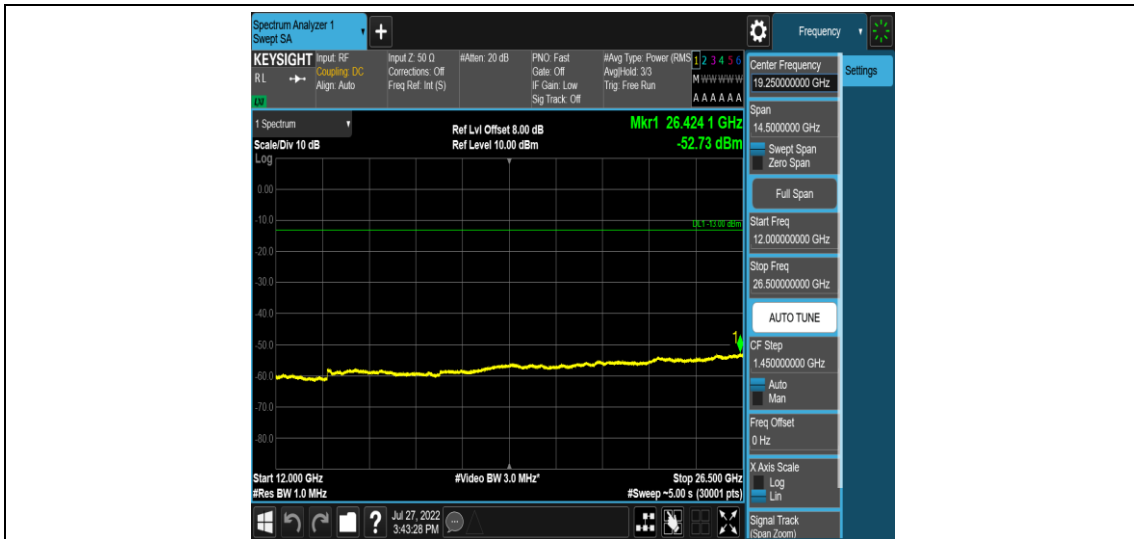 Spectrum Analyzer 1
Swept SA
+
Frequency
KEYSIGHT Input: RF
RL
Coupling: DC
Align: Auto
LM
Input Z: 50 Ω
Corrections: Off
Freq Ref: Int (S)
#Atten: 20 dB
PNO: Fast
Gate: Off
IF Gain: Low
Sig Track: Off
#Avg Type: Power (RMS
Avg|Hold: 3/3
Trig: Free Run
1 2 3 4 5 6
M W W W W W
A A A A A A
1 Spectrum
Scale/Div 10 dB
Log
Ref Lvl Offset 8.00 dB
Ref Level 10.00 dBm
Mkr1 26.424 1 GHz
-52.73 dBm
0.00
-10.0
DL1 -13.00 dBm
-20.0
-30.0
-40.0
-50.0
1
-60.0
-70.0
-80.0
Start 12.000 GHz
#Res BW 1.0 MHz
#Video BW 3.0 MHz*
Stop 26.500 GHz
#Sweep ~5.00 s (30001 pts)
Center Frequency
19.250000000 GHz
Settings
Span
14.5000000 GHz
Swept Span
Zero Span
Full Span
Start Freq
12.000000000 GHz
Stop Freq
26.500000000 GHz
AUTO TUNE
CF Step
1.450000000 GHz
Auto
Man
Freq Offset
0 Hz
X Axis Scale
Log
Lin
Signal Track
(Span Zoom)
?
Jul 27, 2022
3:43:28 PM